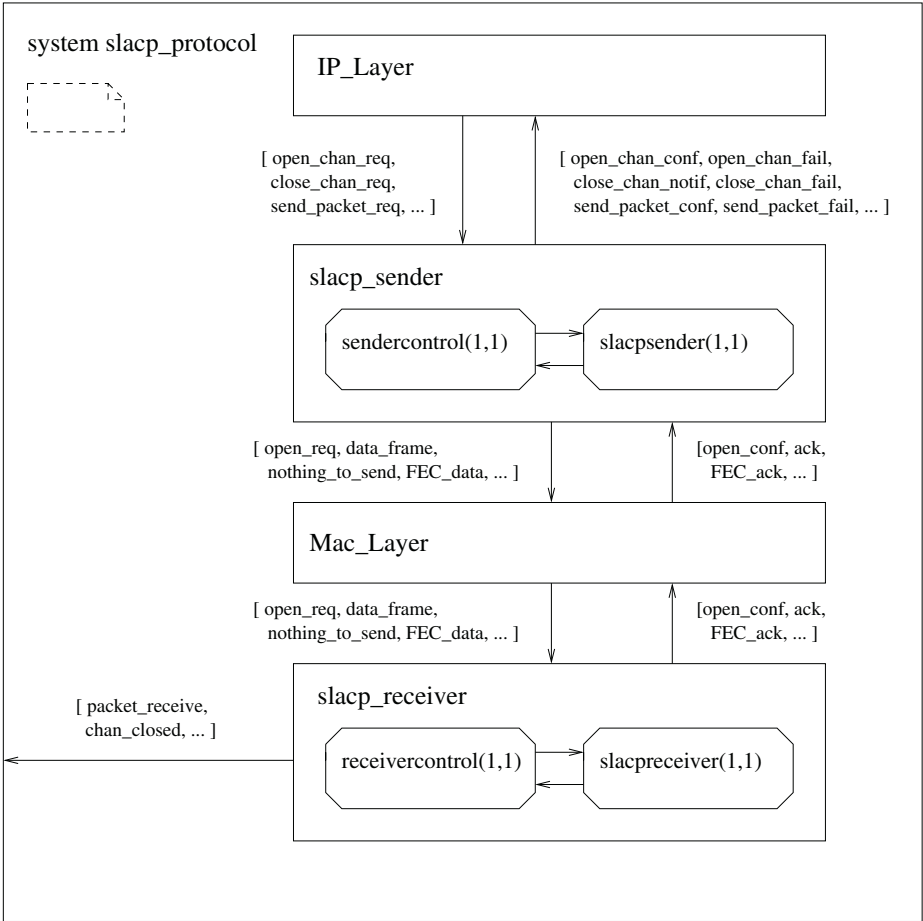 system slacp_protocol
IP_Layer
[ open_chan_req,
close_chan_req,
send_packet_req, ... ]
[ open_chan_conf, open_chan_fail,
close_chan_notif, close_chan_fail,
send_packet_conf, send_packet_fail, ... ]
slacp_sender
sendercontrol(1,1)
slacpsender(1,1)
[ open_req, data_frame,
nothing_to_send, FEC_data, ... ]
[open_conf, ack,
FEC_ack, ... ]
Mac_Layer
[ open_req, data_frame,
nothing_to_send, FEC_data, ... ]
[open_conf, ack,
FEC_ack, ... ]
slacp_receiver
[ packet_receive,
chan_closed, ... ]
receivercontrol(1,1)
slacpreceiver(1,1)